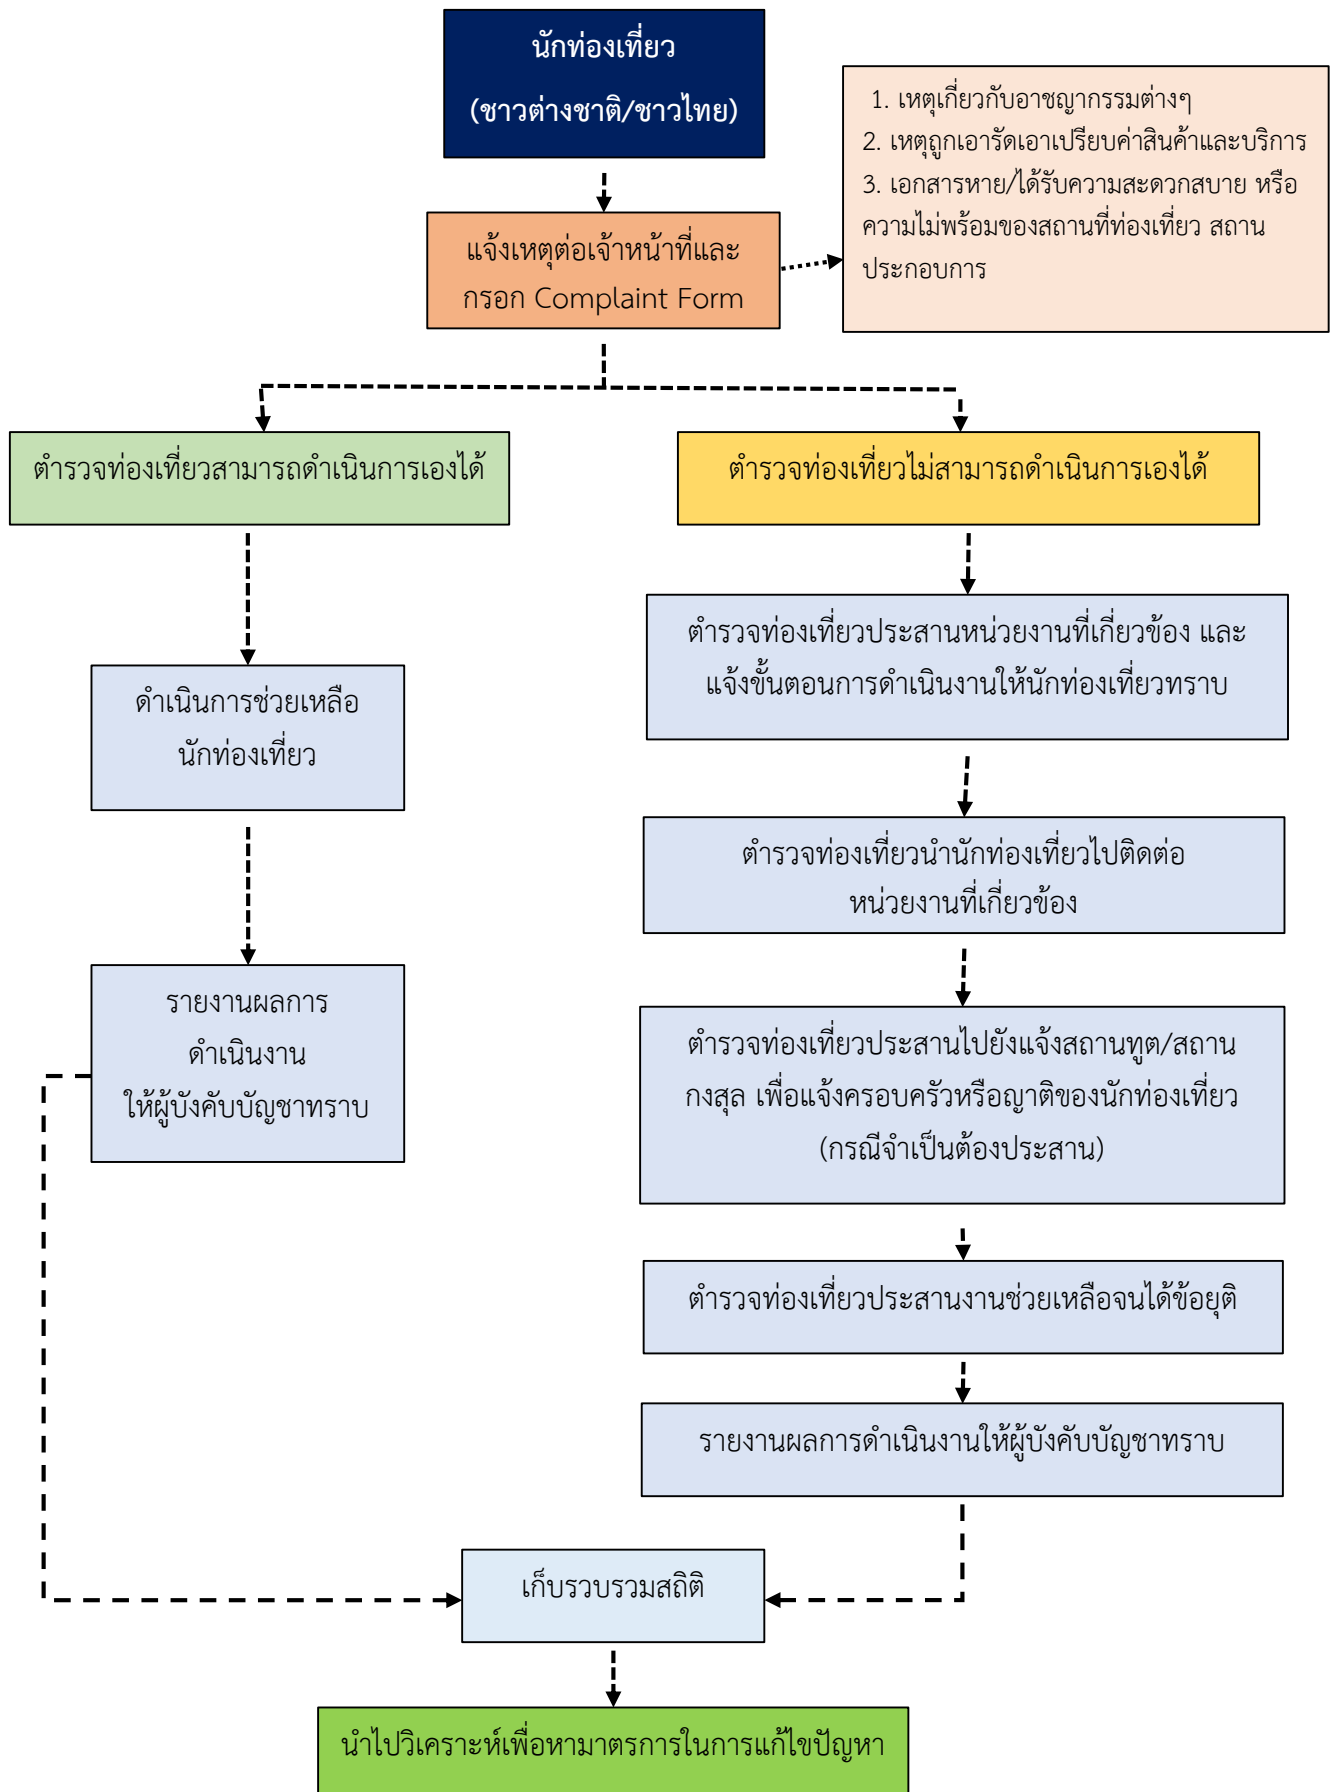 นักท่องเที่ยว
(ชาวต่างชาติ/ชาวไทย)
1. เหตุเกี่ยวกับอาชญากรรมต่างๆ
2. เหตุถูกเอารัดเอาเปรียบค่าสินค้าและบริการ
3. เอกสารหาย/ได้รับความสะดวกสบาย หรือ
ความไม่พร้อมของสถานที่ท่องเที่ยว สถาน
ประกอบการ
แจ้งเหตุต่อเจ้าหน้าที่และ
กรอก Complaint Form
ตำรวจท่องเที่ยวสามารถดำเนินการเองได้
ตำรวจท่องเที่ยวไม่สามารถดำเนินการเองได้
ดำเนินการช่วยเหลือ
นักท่องเที่ยว
รายงานผลการ
ดำเนินงาน
ให้ผู้บังคับบัญชาทราบ
ตำรวจท่องเที่ยวประสานหน่วยงานที่เกี่ยวข้อง และ
แจ้งขั้นตอนการดำเนินงานให้นักท่องเที่ยวทราบ
ตำรวจท่องเที่ยวนำนักท่องเที่ยวไปติดต่อ
หน่วยงานที่เกี่ยวข้อง
ตำรวจท่องเที่ยวประสานไปยังแจ้งสถานทูต/สถาน
กงสุล เพื่อแจ้งครอบครัวหรือญาติของนักท่องเที่ยว
(กรณีจำเป็นต้องประสาน)
ตำรวจท่องเที่ยวประสานงานช่วยเหลือจนได้ข้อยุติ
รายงานผลการดำเนินงานให้ผู้บังคับบัญชาทราบ
เก็บรวบรวมสถิติ
นำไปวิเคราะห์เพื่อหามาตรการในการแก้ไขปัญหา